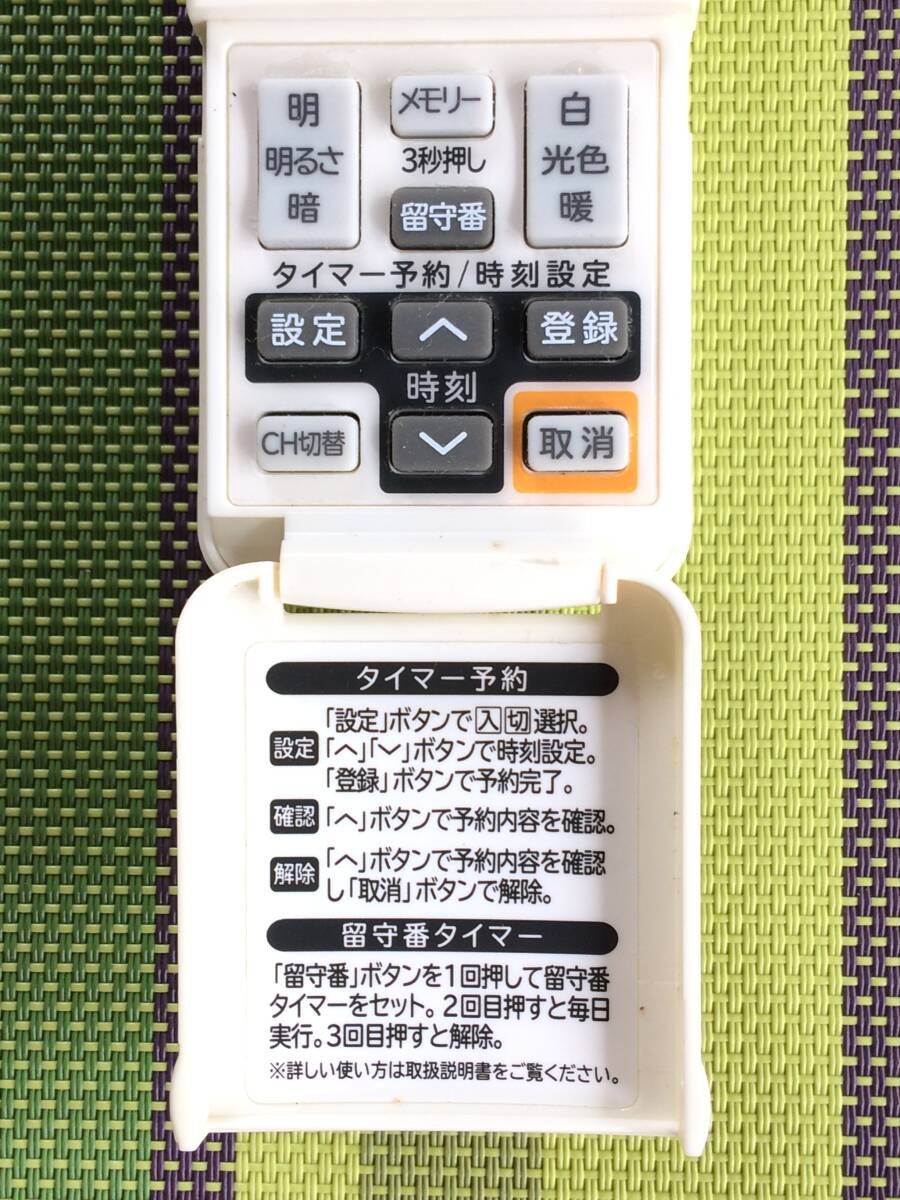 明 メモリー 白
明るさ 3秒押し 光色
暗 留守番 暖
タイマー予約/時刻設定
設定 ︿ 登録
時刻
CH切替 ﹀ 取消
タイマー予約
設定 「設定」ボタンで入切選択。
「︿」「﹀」ボタンで時刻設定。
「登録」ボタンで予約完了。
確認 「︿」ボタンで予約内容を確認。
解除 「︿」ボタンで予約内容を確認
し「取消」ボタンで解除。
留守番タイマー
「留守番」ボタンを1回押して留守番
タイマーをセット。2回目押すと毎日
実行。3回目押すと解除。
※詳しい使い方は取扱説明書をご覧ください。